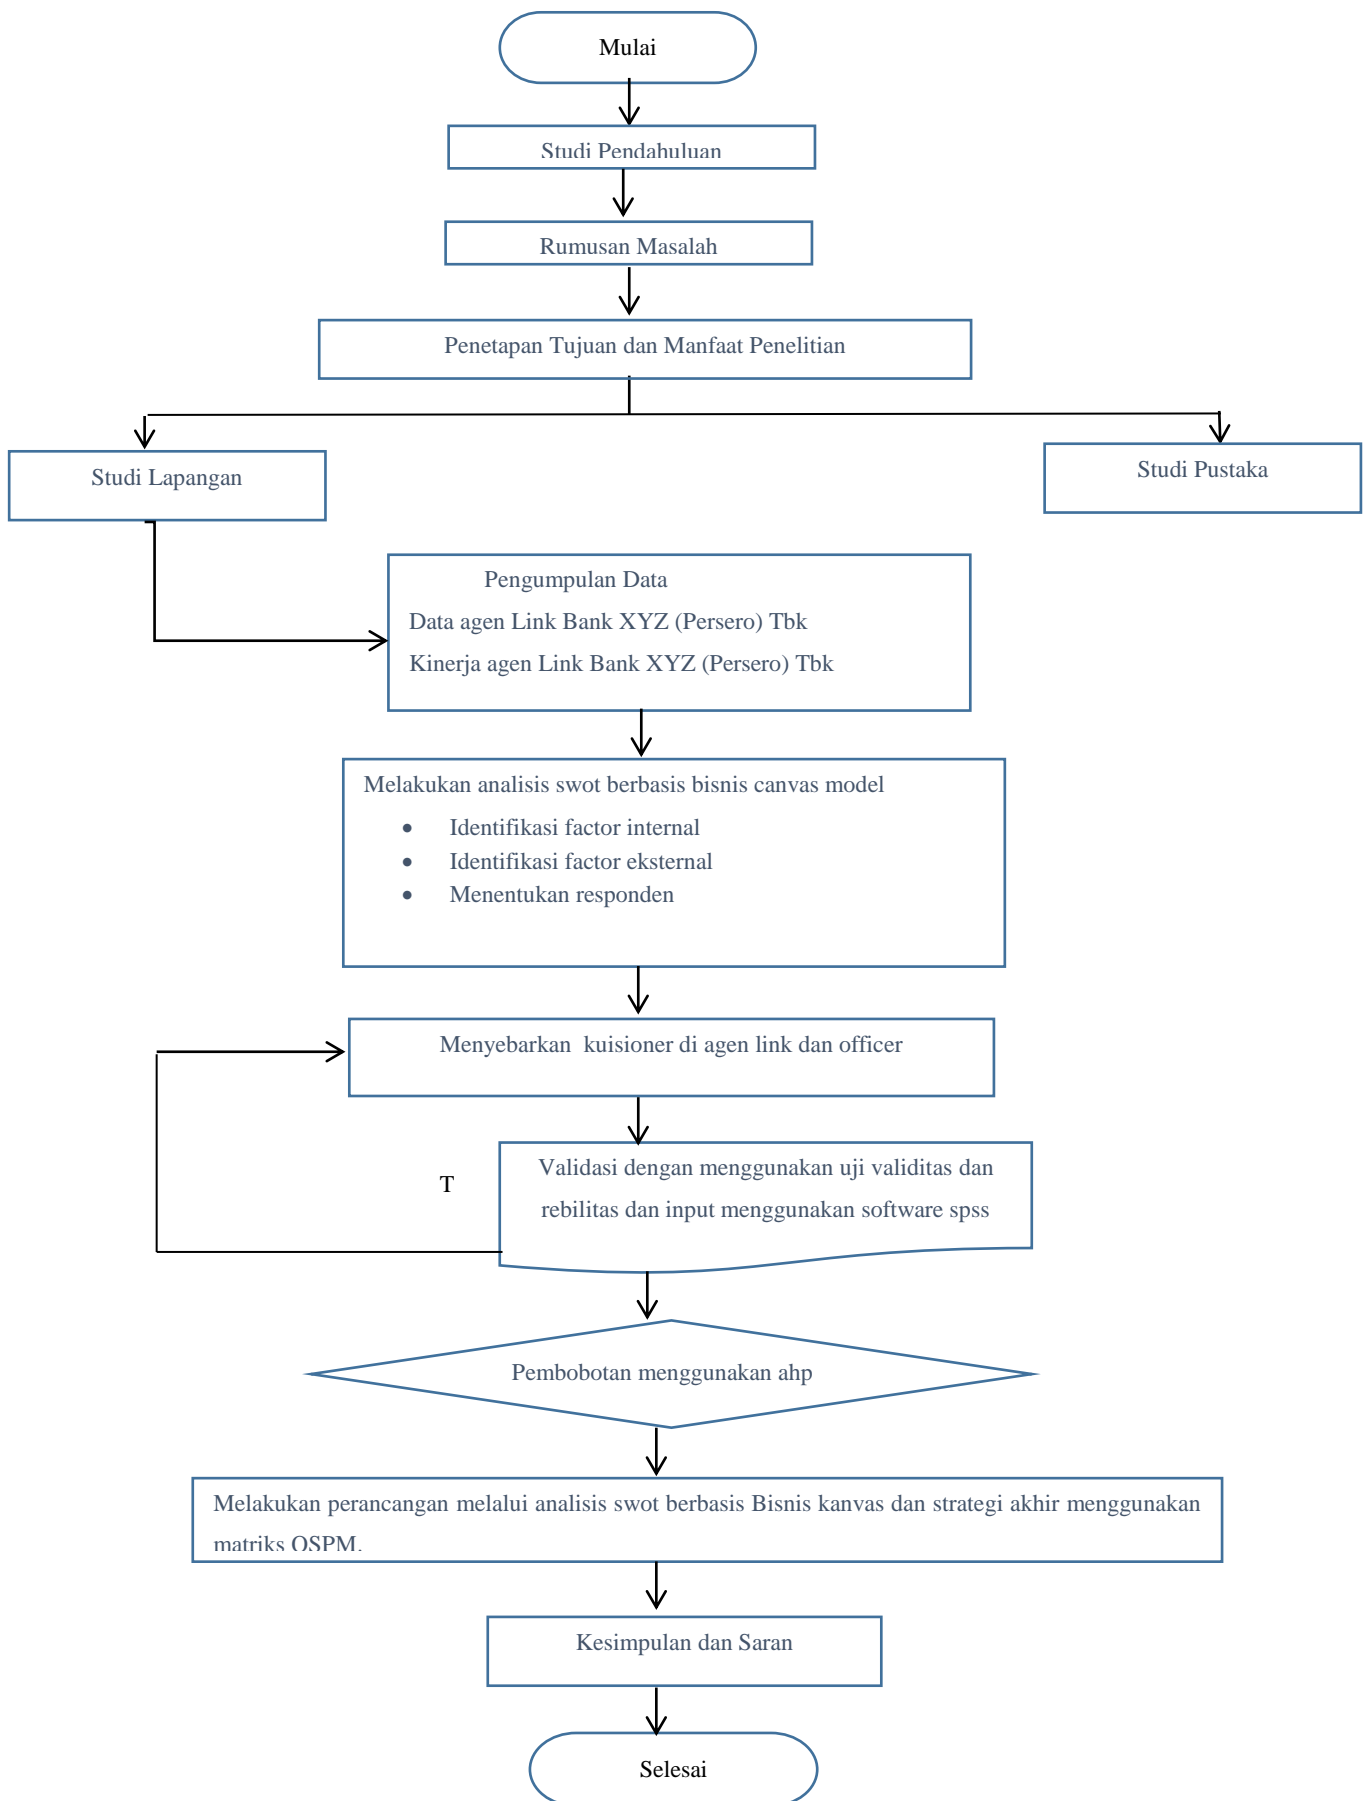 Mulai
Studi Pendahuluan
Rumusan Masalah
Penetapan Tujuan dan Manfaat Penelitian
Studi Lapangan
Studi Pustaka
Pengumpulan Data
Data agen Link Bank XYZ (Persero) Tbk
Kinerja agen Link Bank XYZ (Persero) Tbk
Melakukan analisis swot berbasis bisnis canvas model
• Identifikasi factor internal
• Identifikasi factor eksternal
• Menentukan responden
Menyebarkan kuisioner di agen link dan officer
T
Validasi dengan menggunakan uji validitas dan
rebilitas dan input menggunakan software spss
Pembobotan menggunakan ahp
Melakukan perancangan melalui analisis swot berbasis Bisnis kanvas dan strategi akhir menggunakan
matriks QSPM.
Kesimpulan dan Saran
Selesai